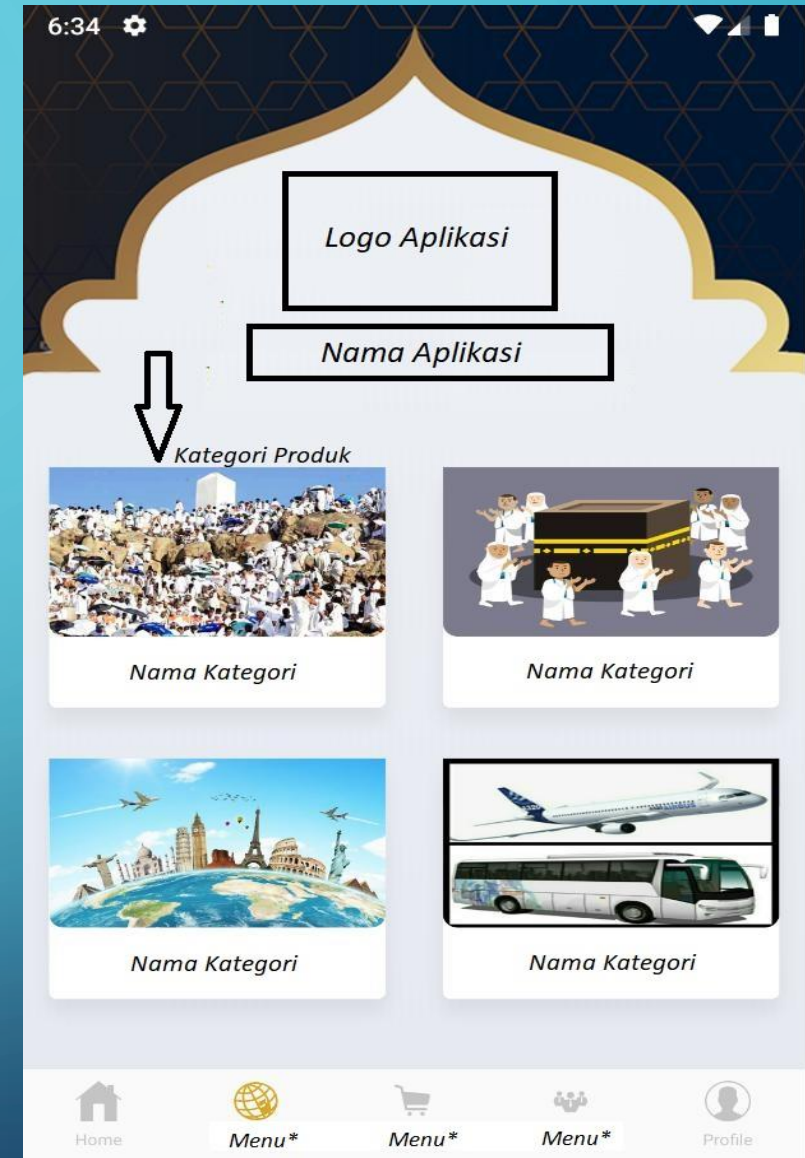 6:34
Logo Aplikasi
Nama Aplikasi
Kategori Produk
Nama Kategori
Nama Kategori
Nama Kategori
Nama Kategori
Home
Menu*
Menu*
Menu*
Profile